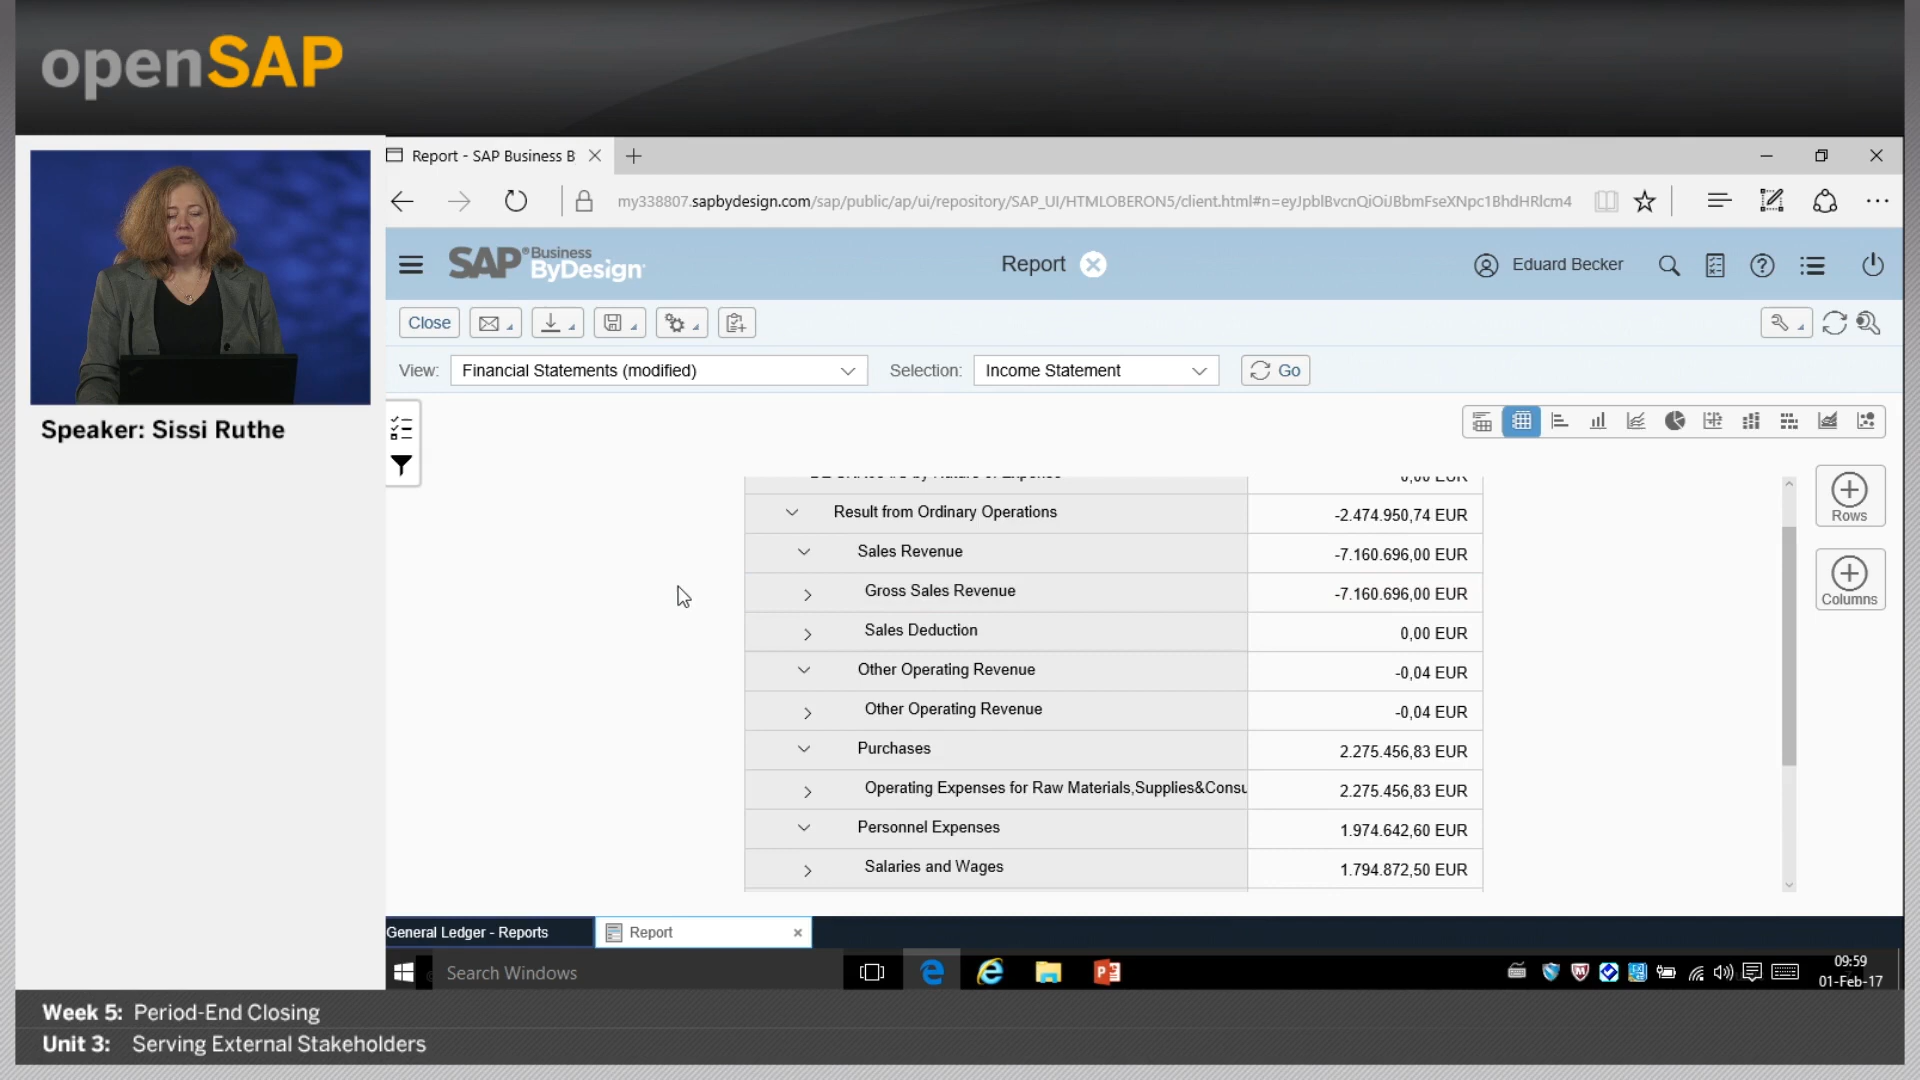 openSAP
Speaker: Sissi Ruthe
Report - SAP Business B
my338807.sapbydesign.com/sap/public/ap/ui/repository/SAP_UI/HTMLOBERON5/client.html#n=eyJpblBvcnQiOiJBbmFseXNpc1BhdHRlcm4
SAP Business ByDesign
Report
Eduard Becker
Close
View: Financial Statements (modified) Selection: Income Statement Go
0,00 EUR
Result from Ordinary Operations -2.474.950,74 EUR
Sales Revenue -7.160.696,00 EUR
Gross Sales Revenue -7.160.696,00 EUR
Sales Deduction 0,00 EUR
Other Operating Revenue -0,04 EUR
Other Operating Revenue -0,04 EUR
Purchases 2.275.456,83 EUR
Operating Expenses for Raw Materials,Supplies&Consu 2.275.456,83 EUR
Personnel Expenses 1.974.642,60 EUR
Salaries and Wages 1.794.872,50 EUR
Rows
Columns
General Ledger - Reports
Report
Search Windows
09:59
01-Feb-17
Week 5: Period-End Closing
Unit 3: Serving External Stakeholders